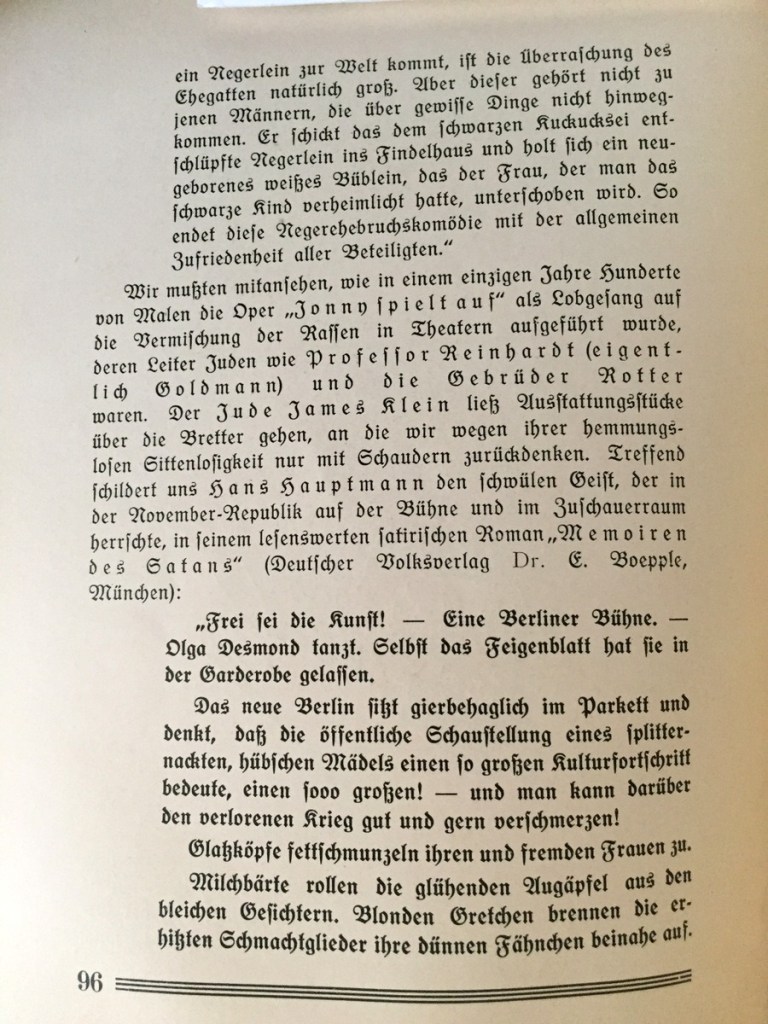 ein Negerlein zur Welt kommt, ist die Überraschung des
Ehegatten natürlich groß. Aber dieser gehört nicht zu
jenen Männern, die über gewisse Dinge nicht hinweg-
kommen. Er schickt das dem schwarzen Kuckucksei ent-
schlüpfte Negerlein ins Findelhaus und holt sich ein neu-
geborenes weißes Büblein, das der Frau, der man das
schwarze Kind verheimlicht hatte, unterschoben wird. So
endet diese Negerehebruchskomödie mit der allgemeinen
Zufriedenheit aller Beteiligten.“
Wir mußten mitansehen, wie in einem einzigen Jahre Hunderte
von Malen die Oper „Jonny spielt auf“ als Lobgesang auf
die Vermischung der Rassen in Theatern aufgeführt wurde,
deren Leiter Juden wie Professor Reinhardt (eigent-
lich Goldmann) und die Gebrüder Rotter
waren. Der Jude James Klein ließ Ausstattungsstücke
über die Bretter gehen, an die wir wegen ihrer hemmungs-
losen Sittenlosigkeit nur mit Schaudern zurückdenken. Treffend
schildert uns Hans Hauptmann den schwülen Geist, der in
der November-Republik auf der Bühne und im Zuschauerraum
herrschte, in seinem lesenswerten satirischen Roman „Memoiren
des Satans“ (Deutscher Volksverlag Dr. E. Boepple,
München):
„Frei sei die Kunst! — Eine Berliner Bühne. —
Olga Desmond tanzt. Selbst das Feigenblatt hat sie in
der Garderobe gelassen.
Das neue Berlin sitzt gierbehaglich im Parkett und
denkt, daß die öffentliche Schaustellung eines splitter-
nackten, hübschen Mädels einen so großen Kulturfortschritt
bedeute, einen sooo großen! — und man kann darüber
den verlorenen Krieg gut und gern verschmerzen!
Glatzköpfe fettschmunzeln ihren und fremden Frauen zu.
Milchbärte rollen die glühenden Augäpfel aus den
bleichen Gesichtern. Blonden Gretchen brennen die er-
hitzten Schmachtglieder ihre dünnen Fähnchen beinahe auf.
96